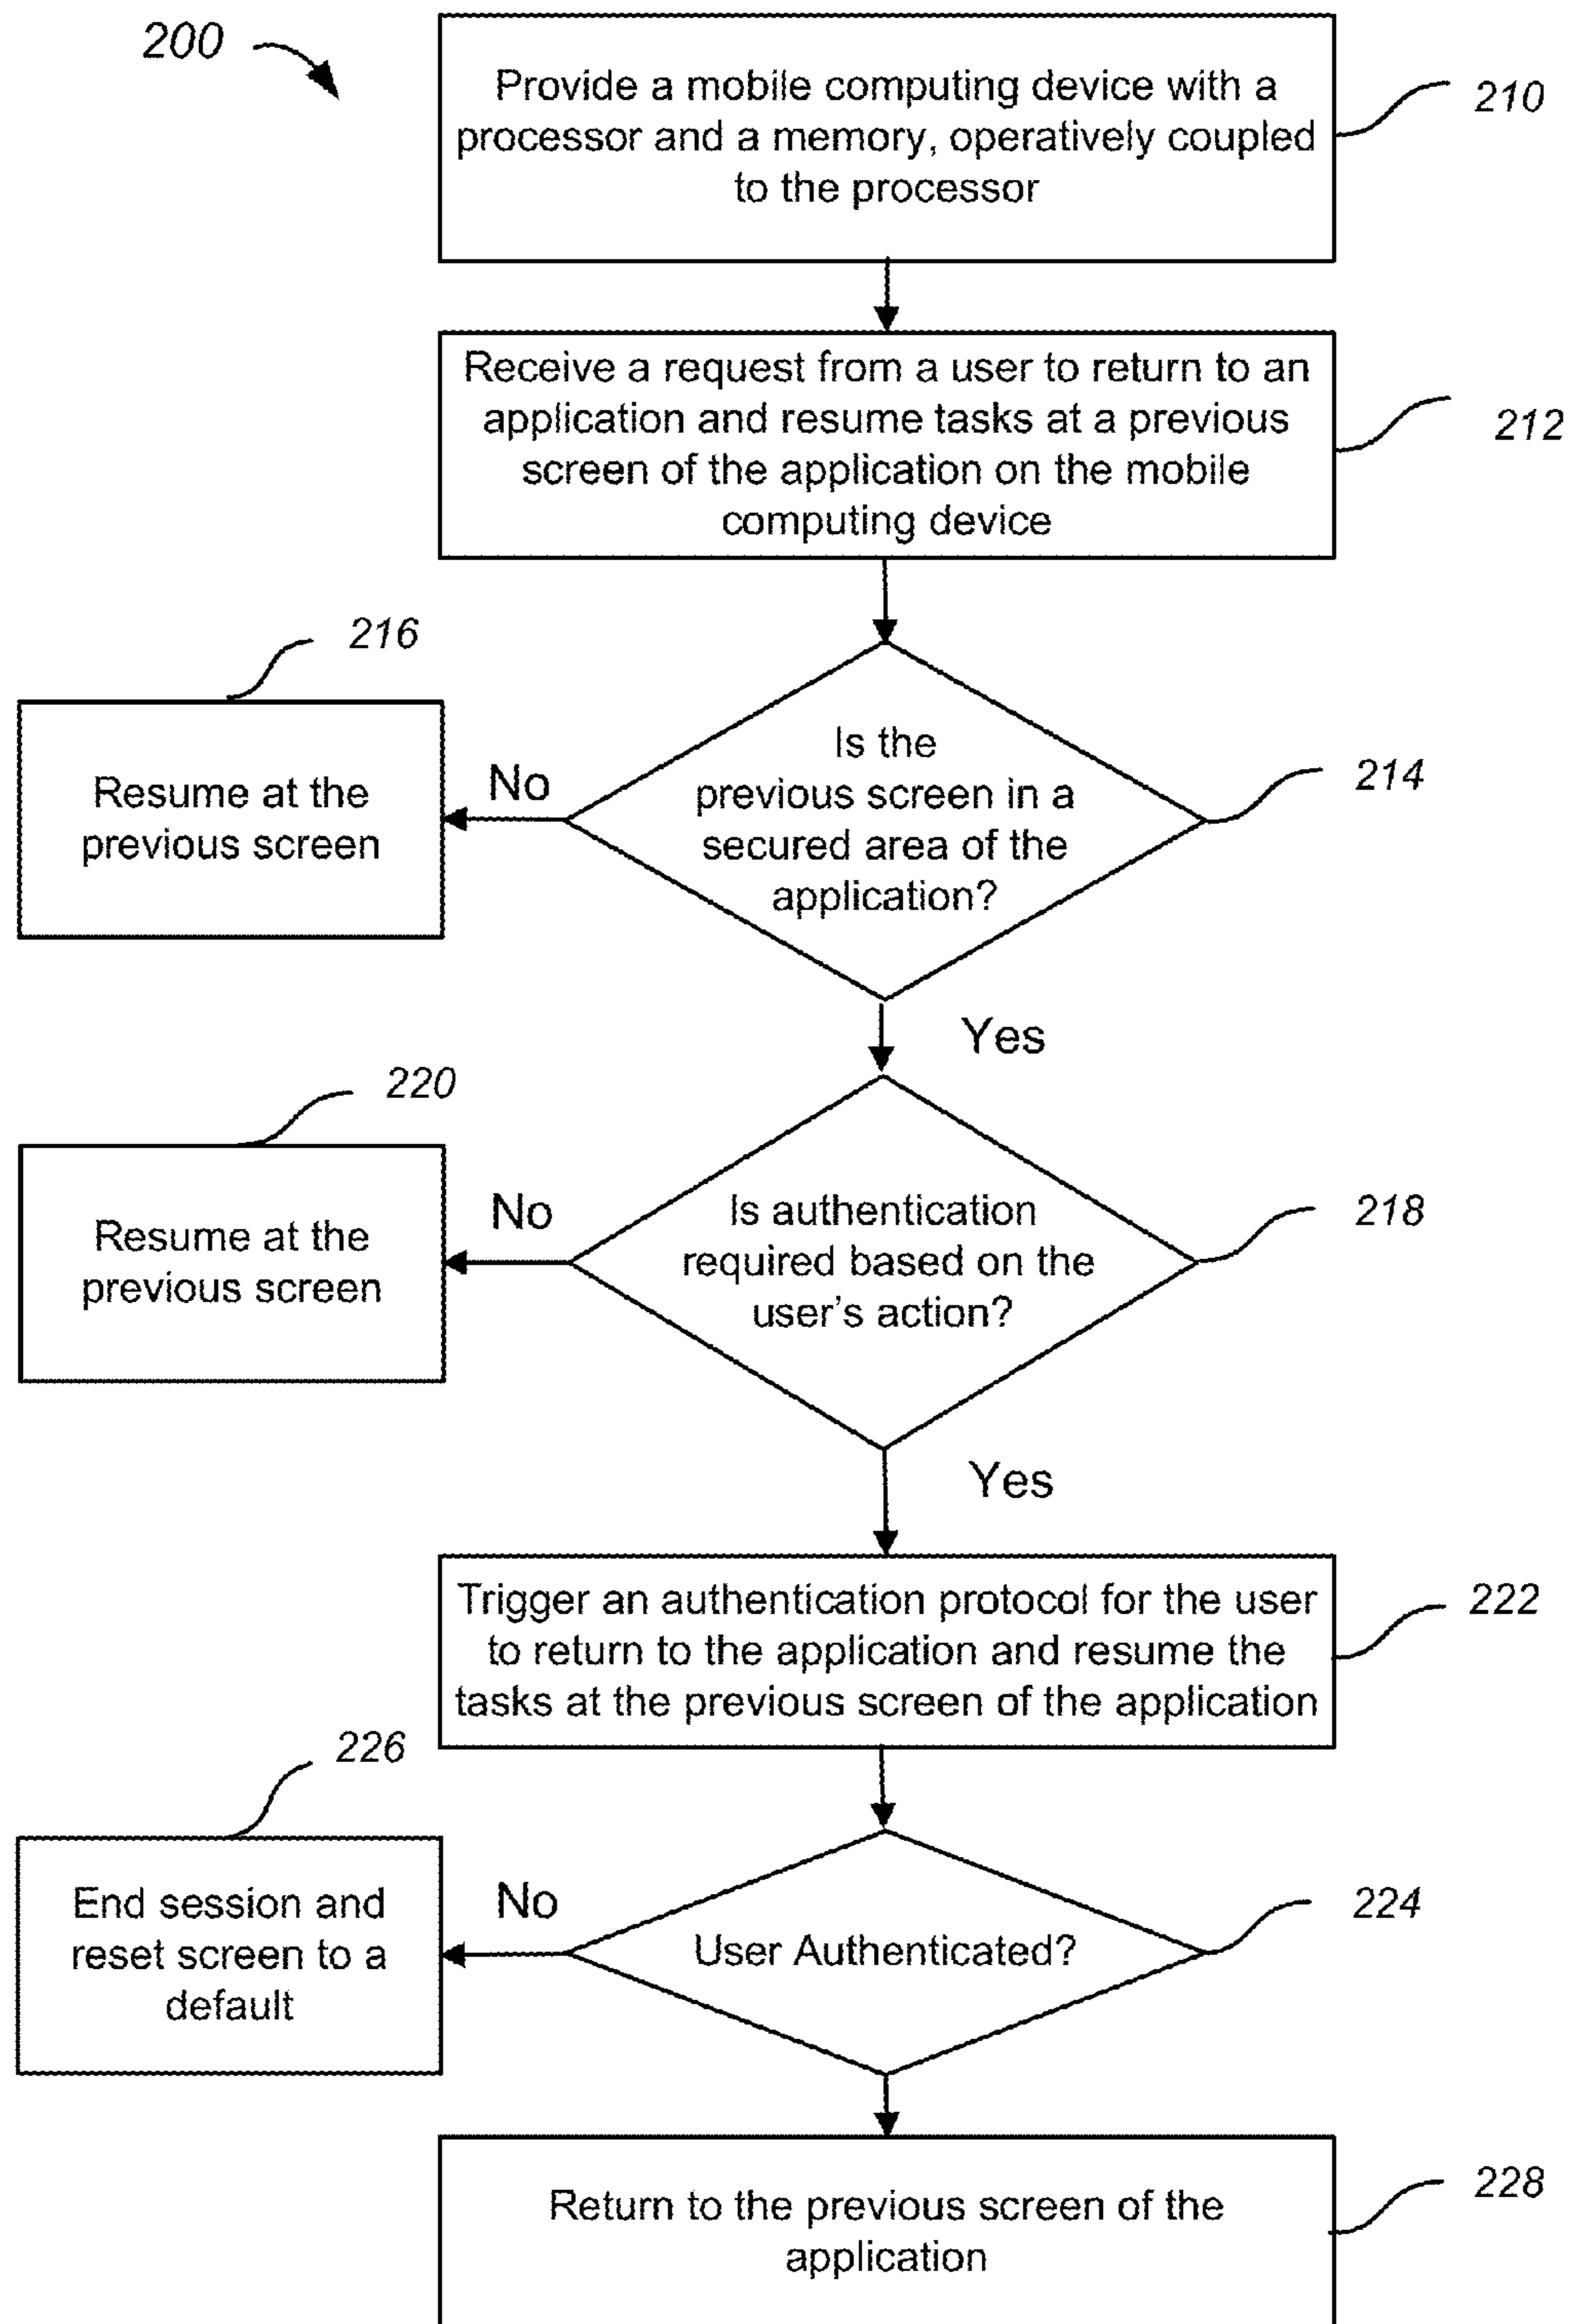 200
Provide a mobile computing device with a
processor and a memory, operatively coupled
to the processor
210
Receive a request from a user to return to an
application and resume tasks at a previous
screen of the application on the mobile
computing device
212
216
Resume at the
previous screen
No
Is the
previous screen in a
secured area of the
application?
214
Yes
220
Resume at the
previous screen
No
Is authentication
required based on the
user's action?
218
Yes
Trigger an authentication protocol for the user
to return to the application and resume the
tasks at the previous screen of the application
222
226
End session and
reset screen to a
default
No
User Authenticated?
224
Return to the previous screen of the
application
228